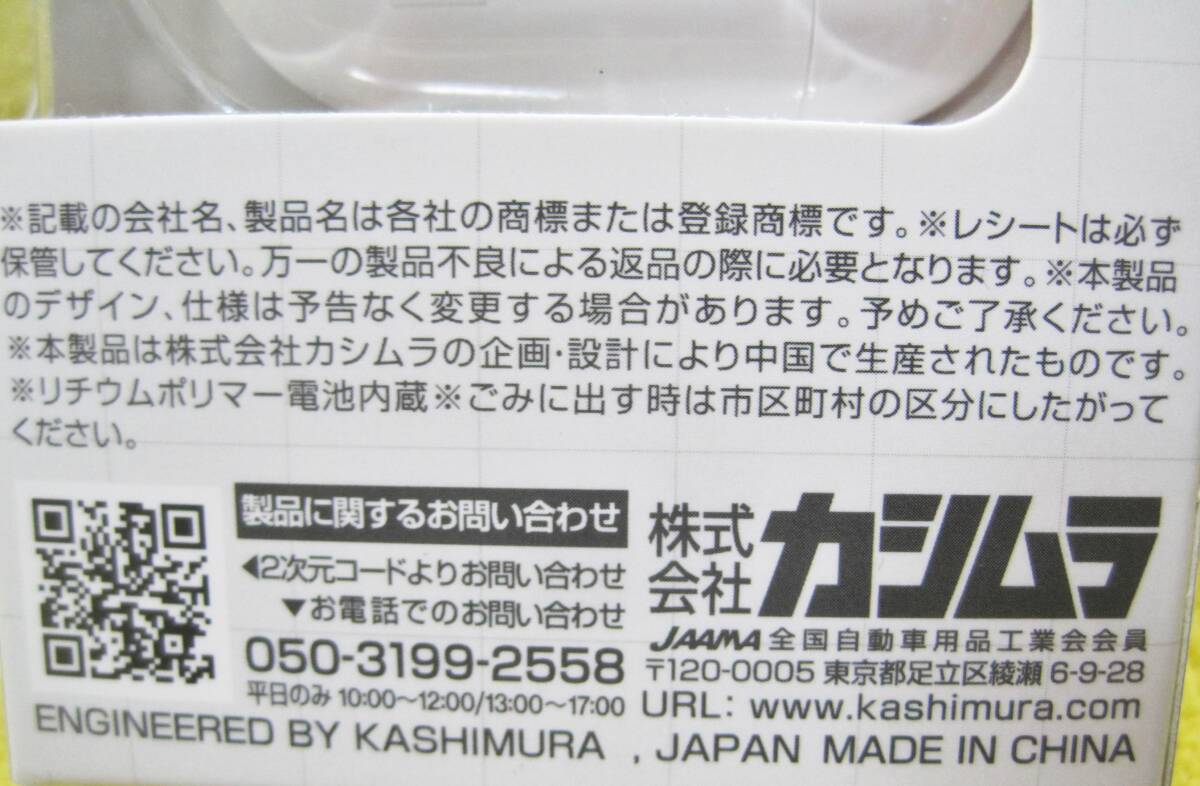 ※記載の会社名、製品名は各社の商標または登録商標です。※レシートは必ず
保管してください。万一の製品不良による返品の際に必要となります。※本製品
のデザイン、仕様は予告なく変更する場合があります。予めご了承ください。
※本製品は株式会社カシムラの企画・設計により中国で生産されたものです。
※リチウムポリマー電池内蔵※ごみに出す時は市区町村の区分にしたがって
ください。
製品に関するお問い合わせ
◀2次元コードよりお問い合わせ
▼お電話でのお問い合わせ
050-3199-2558
平日のみ 10:00〜12:00/13:00〜17:00
株式会社 カシムラ
JAAMA 全国自動車用品工業会会員
〒120-0005 東京都足立区綾瀬 6-9-28
URL: www.kashimura.com
ENGINEERED BY KASHIMURA , JAPAN MADE IN CHINA